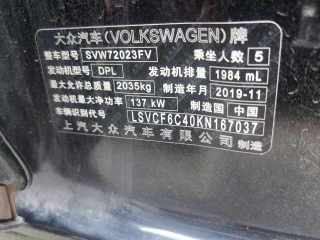 大众汽车(VOLKSWAGEN)牌
整车型号 SVW72023FV 乘坐人数 5
发动机型号 DPL 发动机排量 1984 mL
最大允许总质量 2035kg 制造年月 2019-11
发动机最大净功率 137 kW 制造国 中国
车辆识别代号 LSVCF6C40KN167037
上汽大众汽车有限公司 制造